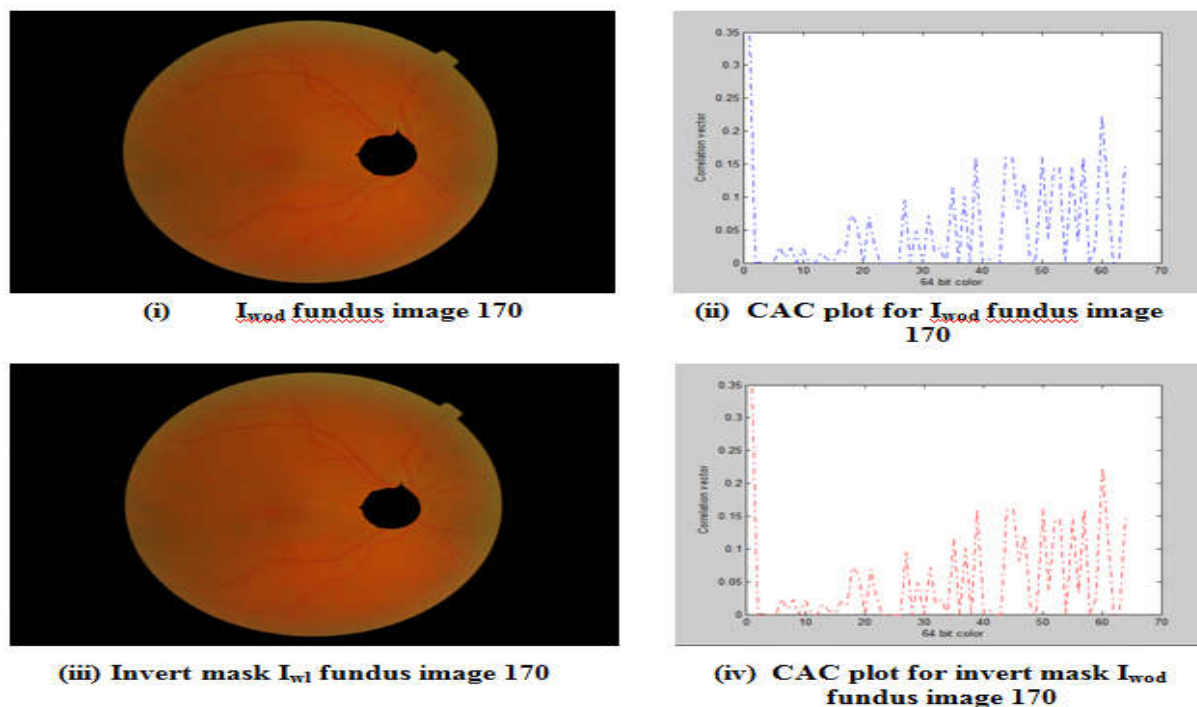 0.35
0.3
0.25
0.2
0.15
0.1
0.05
0
Correlation vector
0 10 20 30 40 50 60 70
64 bit color
(i) Iwod fundus image 170
(ii) CAC plot for Iwod fundus image
170
0.35
0.3
0.25
0.2
0.15
0.1
0.05
0
Correlation vector
0 10 20 30 40 50 60 70
64 bit color
(iii) Invert mask Iwl fundus image 170
(iv) CAC plot for invert mask Iwod
fundus image 170